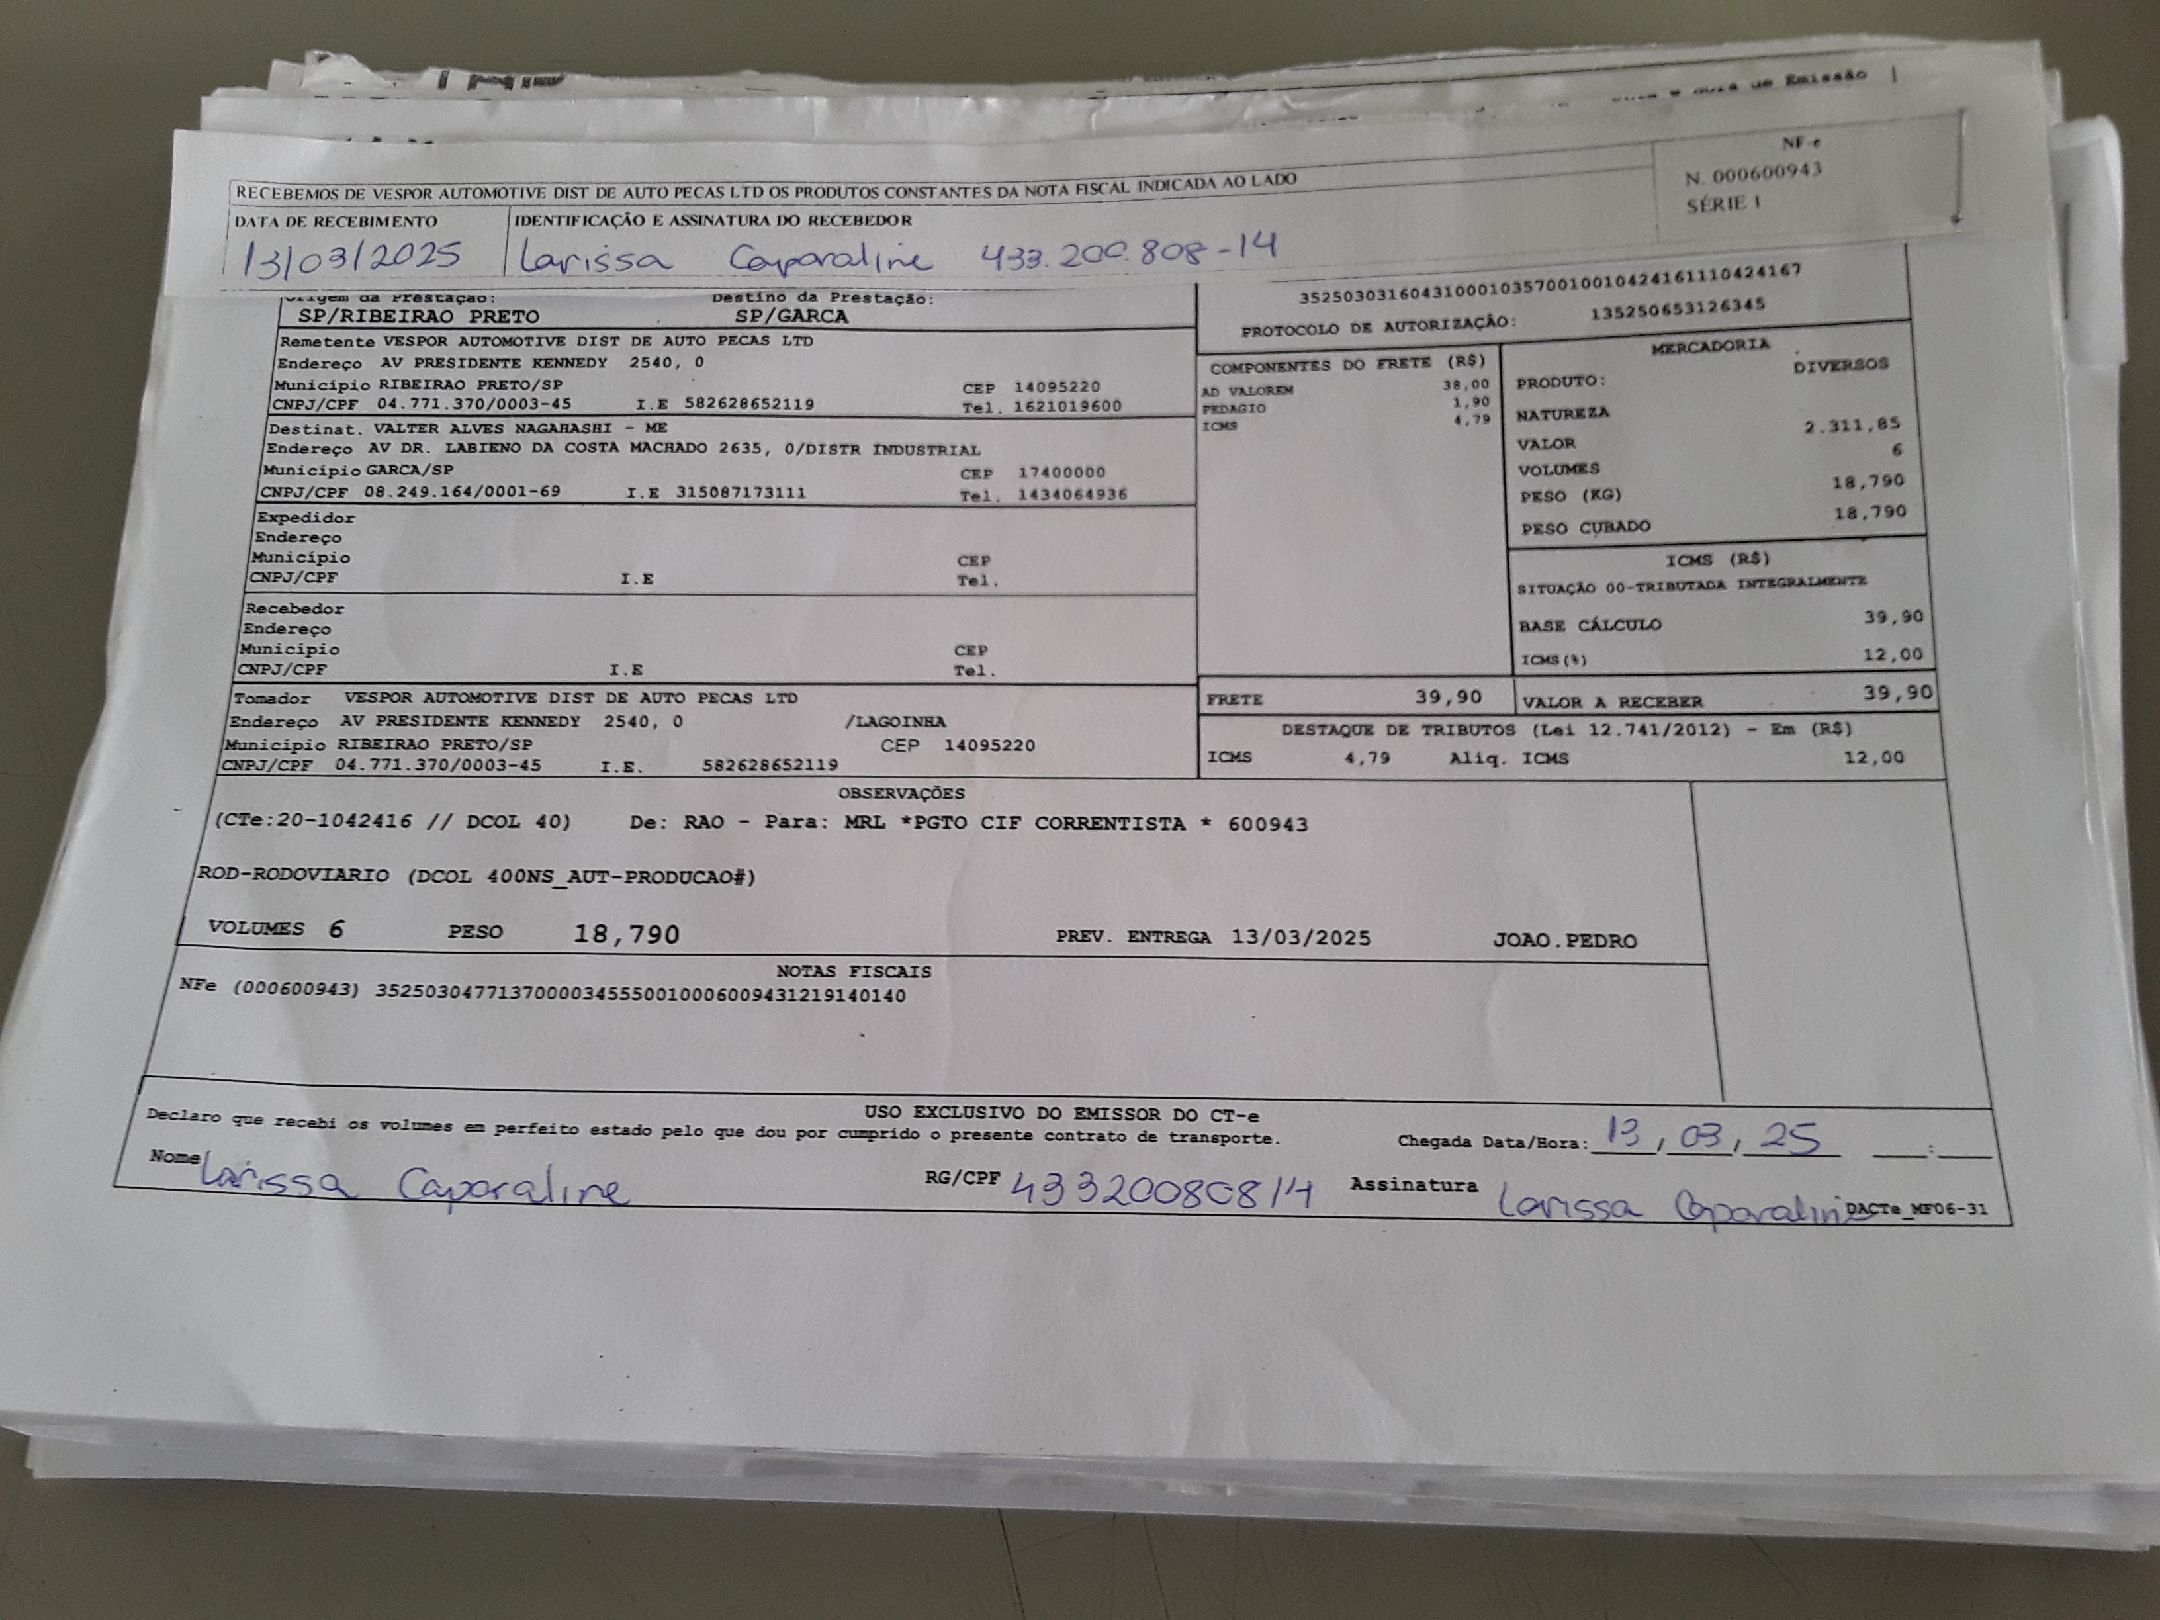 de Emissão
NF-e
N. 000600943
SÉRIE 1
RECEBEMOS DE VESPOR AUTOMOTIVE DIST DE AUTO PECAS LTD OS PRODUTOS CONSTANTES DA NOTA FISCAL INDICADA AO LADO
DATA DE RECEBIMENTO IDENTIFICAÇÃO E ASSINATURA DO RECEBEDOR
13/03/2025 Larissa Caporaline 433.200.808-14
Origem da Prestação: Destino da Prestação:
SP/RIBEIRAO PRETO SP/GARCA
35250303160431000103570010010424161110424167
PROTOCOLO DE AUTORIZAÇÃO: 135250653126345
Remetente VESPOR AUTOMOTIVE DIST DE AUTO PECAS LTD
Endereço AV PRESIDENTE KENNEDY 2540, 0
Município RIBEIRAO PRETO/SP CEP 14095220
CNPJ/CPF 04.771.370/0003-45 I.E 582628652119 Tel. 1621019600
Destinat. VALTER ALVES NAGAHASHI - ME
Endereço AV DR. LABIENO DA COSTA MACHADO 2635, 0/DISTR INDUSTRIAL
Município GARCA/SP CEP 17400000
CNPJ/CPF 08.249.164/0001-69 I.E 315087173111 Tel. 1434064936
Expedidor
Endereço
Município CEP
CNPJ/CPF I.E Tel.
Recebedor
Endereço
Município CEP
CNPJ/CPF I.E Tel.
Tomador VESPOR AUTOMOTIVE DIST DE AUTO PECAS LTD
Endereço AV PRESIDENTE KENNEDY 2540, 0 /LAGOINHA
Município RIBEIRAO PRETO/SP CEP 14095220
CNPJ/CPF 04.771.370/0003-45 I.E. 582628652119
COMPONENTES DO FRETE (R$)
AD VALOREM 38,00
PEDAGIO 1,90
ICMS 4,79
MERCADORIA
PRODUTO: DIVERSOS
NATUREZA
VALOR 2.311,85
VOLUMES 6
PESO (KG) 18,790
PESO CUBADO 18,790
ICMS (R$)
SITUAÇÃO 00-TRIBUTADA INTEGRALMENTE
BASE CÁLCULO 39,90
ICMS(%) 12,00
FRETE 39,90 VALOR A RECEBER 39,90
DESTAQUE DE TRIBUTOS (Lei 12.741/2012) - Em (R$)
ICMS 4,79 Aliq. ICMS 12,00
OBSERVAÇÕES
(CTe:20-1042416 // DCOL 40) De: RAO - Para: MRL *PGTO CIF CORRENTISTA * 600943
ROD-RODOVIARIO (DCOL 400NS_AUT-PRODUCAO#)
VOLUMES 6 PESO 18,790 PREV. ENTREGA 13/03/2025 JOAO.PEDRO
NOTAS FISCAIS
NFe (000600943) 35250304771370000345550010006009431219140140
USO EXCLUSIVO DO EMISSOR DO CT-e
Declaro que recebi os volumes em perfeito estado pelo que dou por cumprido o presente contrato de transporte. Chegada Data/Hora: 13/03/25 __:__
Nome Larissa Caporaline RG/CPF 43320080814 Assinatura Larissa Caporaline DACTe_MF06-31